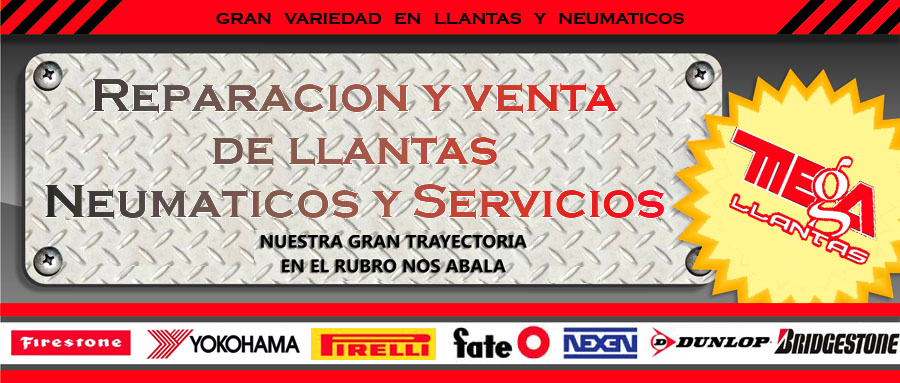 GRAN VARIEDAD EN LLANTAS Y NEUMATICOS
REPARACION Y VENTA
DE LLANTAS
NEUMATICOS Y SERVICIOS
NUESTRA GRAN TRAYECTORIA
EN EL RUBRO NOS ABALA
MEgA
LLANTAS
Firestone YOKOHAMA PIRELLI fate O NEXEN DUNLOP BRIDGESTONE